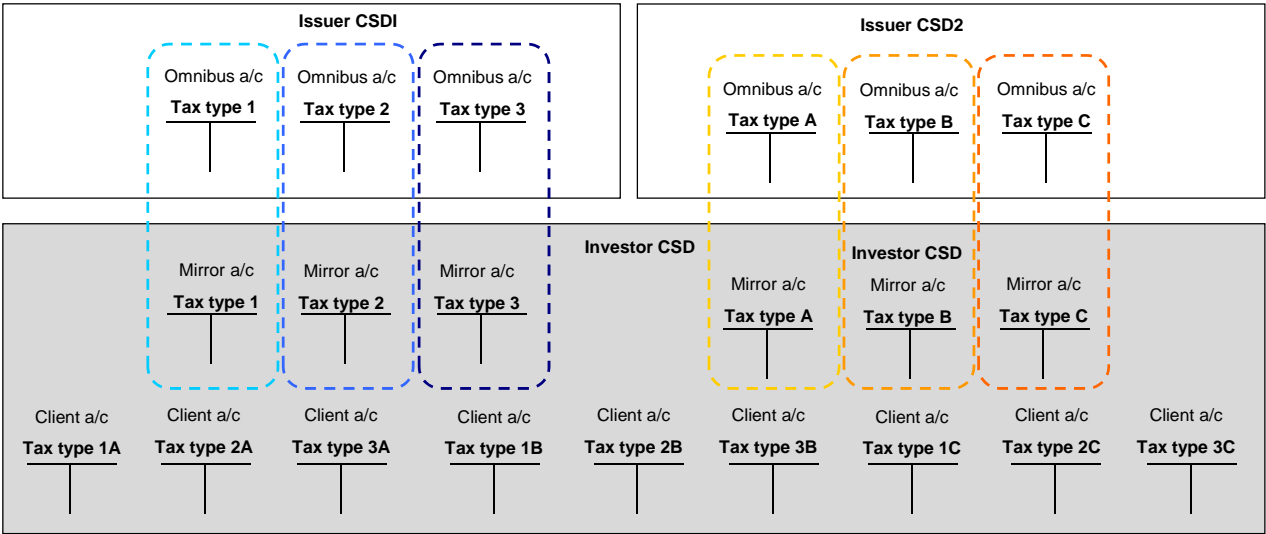 Issuer CSDI
Omnibus a/c
Tax type 1
Omnibus a/c
Tax type 2
Omnibus a/c
Tax type 3
Issuer CSD2
Omnibus a/c
Tax type A
Omnibus a/c
Tax type B
Omnibus a/c
Tax type C
Investor CSD
Investor CSD
Mirror a/c
Tax type 1
Mirror a/c
Tax type 2
Mirror a/c
Tax type 3
Mirror a/c
Tax type A
Mirror a/c
Tax type B
Mirror a/c
Tax type C
Client a/c
Tax type 1A
Client a/c
Tax type 2A
Client a/c
Tax type 3A
Client a/c
Tax type 1B
Client a/c
Tax type 2B
Client a/c
Tax type 3B
Client a/c
Tax type 1C
Client a/c
Tax type 2C
Client a/c
Tax type 3C